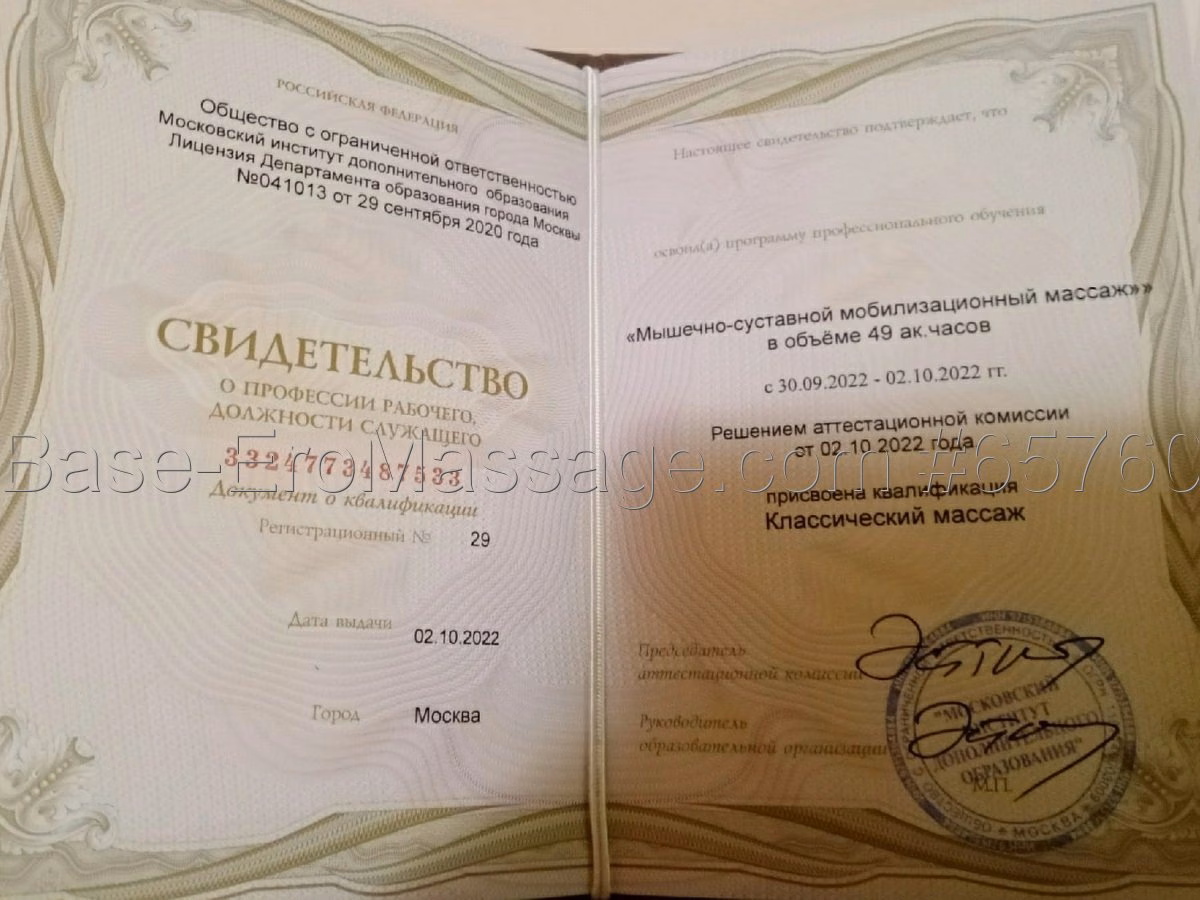 РОССИЙСКАЯ ФЕДЕРАЦИЯ
Общество с ограниченной ответственностью
Московский институт дополнительного образования
Лицензия Департамента образования города Москвы
№041013 от 29 сентября 2020 года
СВИДЕТЕЛЬСТВО
О ПРОФЕССИИ РАБОЧЕГО,
ДОЛЖНОСТИ СЛУЖАЩЕГО
332477348753З
Документ о квалификации
Регистрационный № 29
Дата выдачи 02.10.2022
Город Москва
Настоящее свидетельство подтверждает, что
освоил(а) программу профессионального обучения
«Мышечно-суставной мобилизационный массаж»»
в объёме 49 ак.часов
с 30.09.2022 - 02.10.2022 гг.
Решением аттестационной комиссии
от 02.10.2022 года
присвоена квалификация
Классический массаж
Председатель
аттестационной комиссии
Руководитель
образовательной организации
М.П.
"МОСКОВСКИЙ
ИНСТИТУТ
ДОПОЛНИТЕЛЬНОГО
ОБРАЗОВАНИЯ"
МОСКВА
Base-EroMassage.com #65760